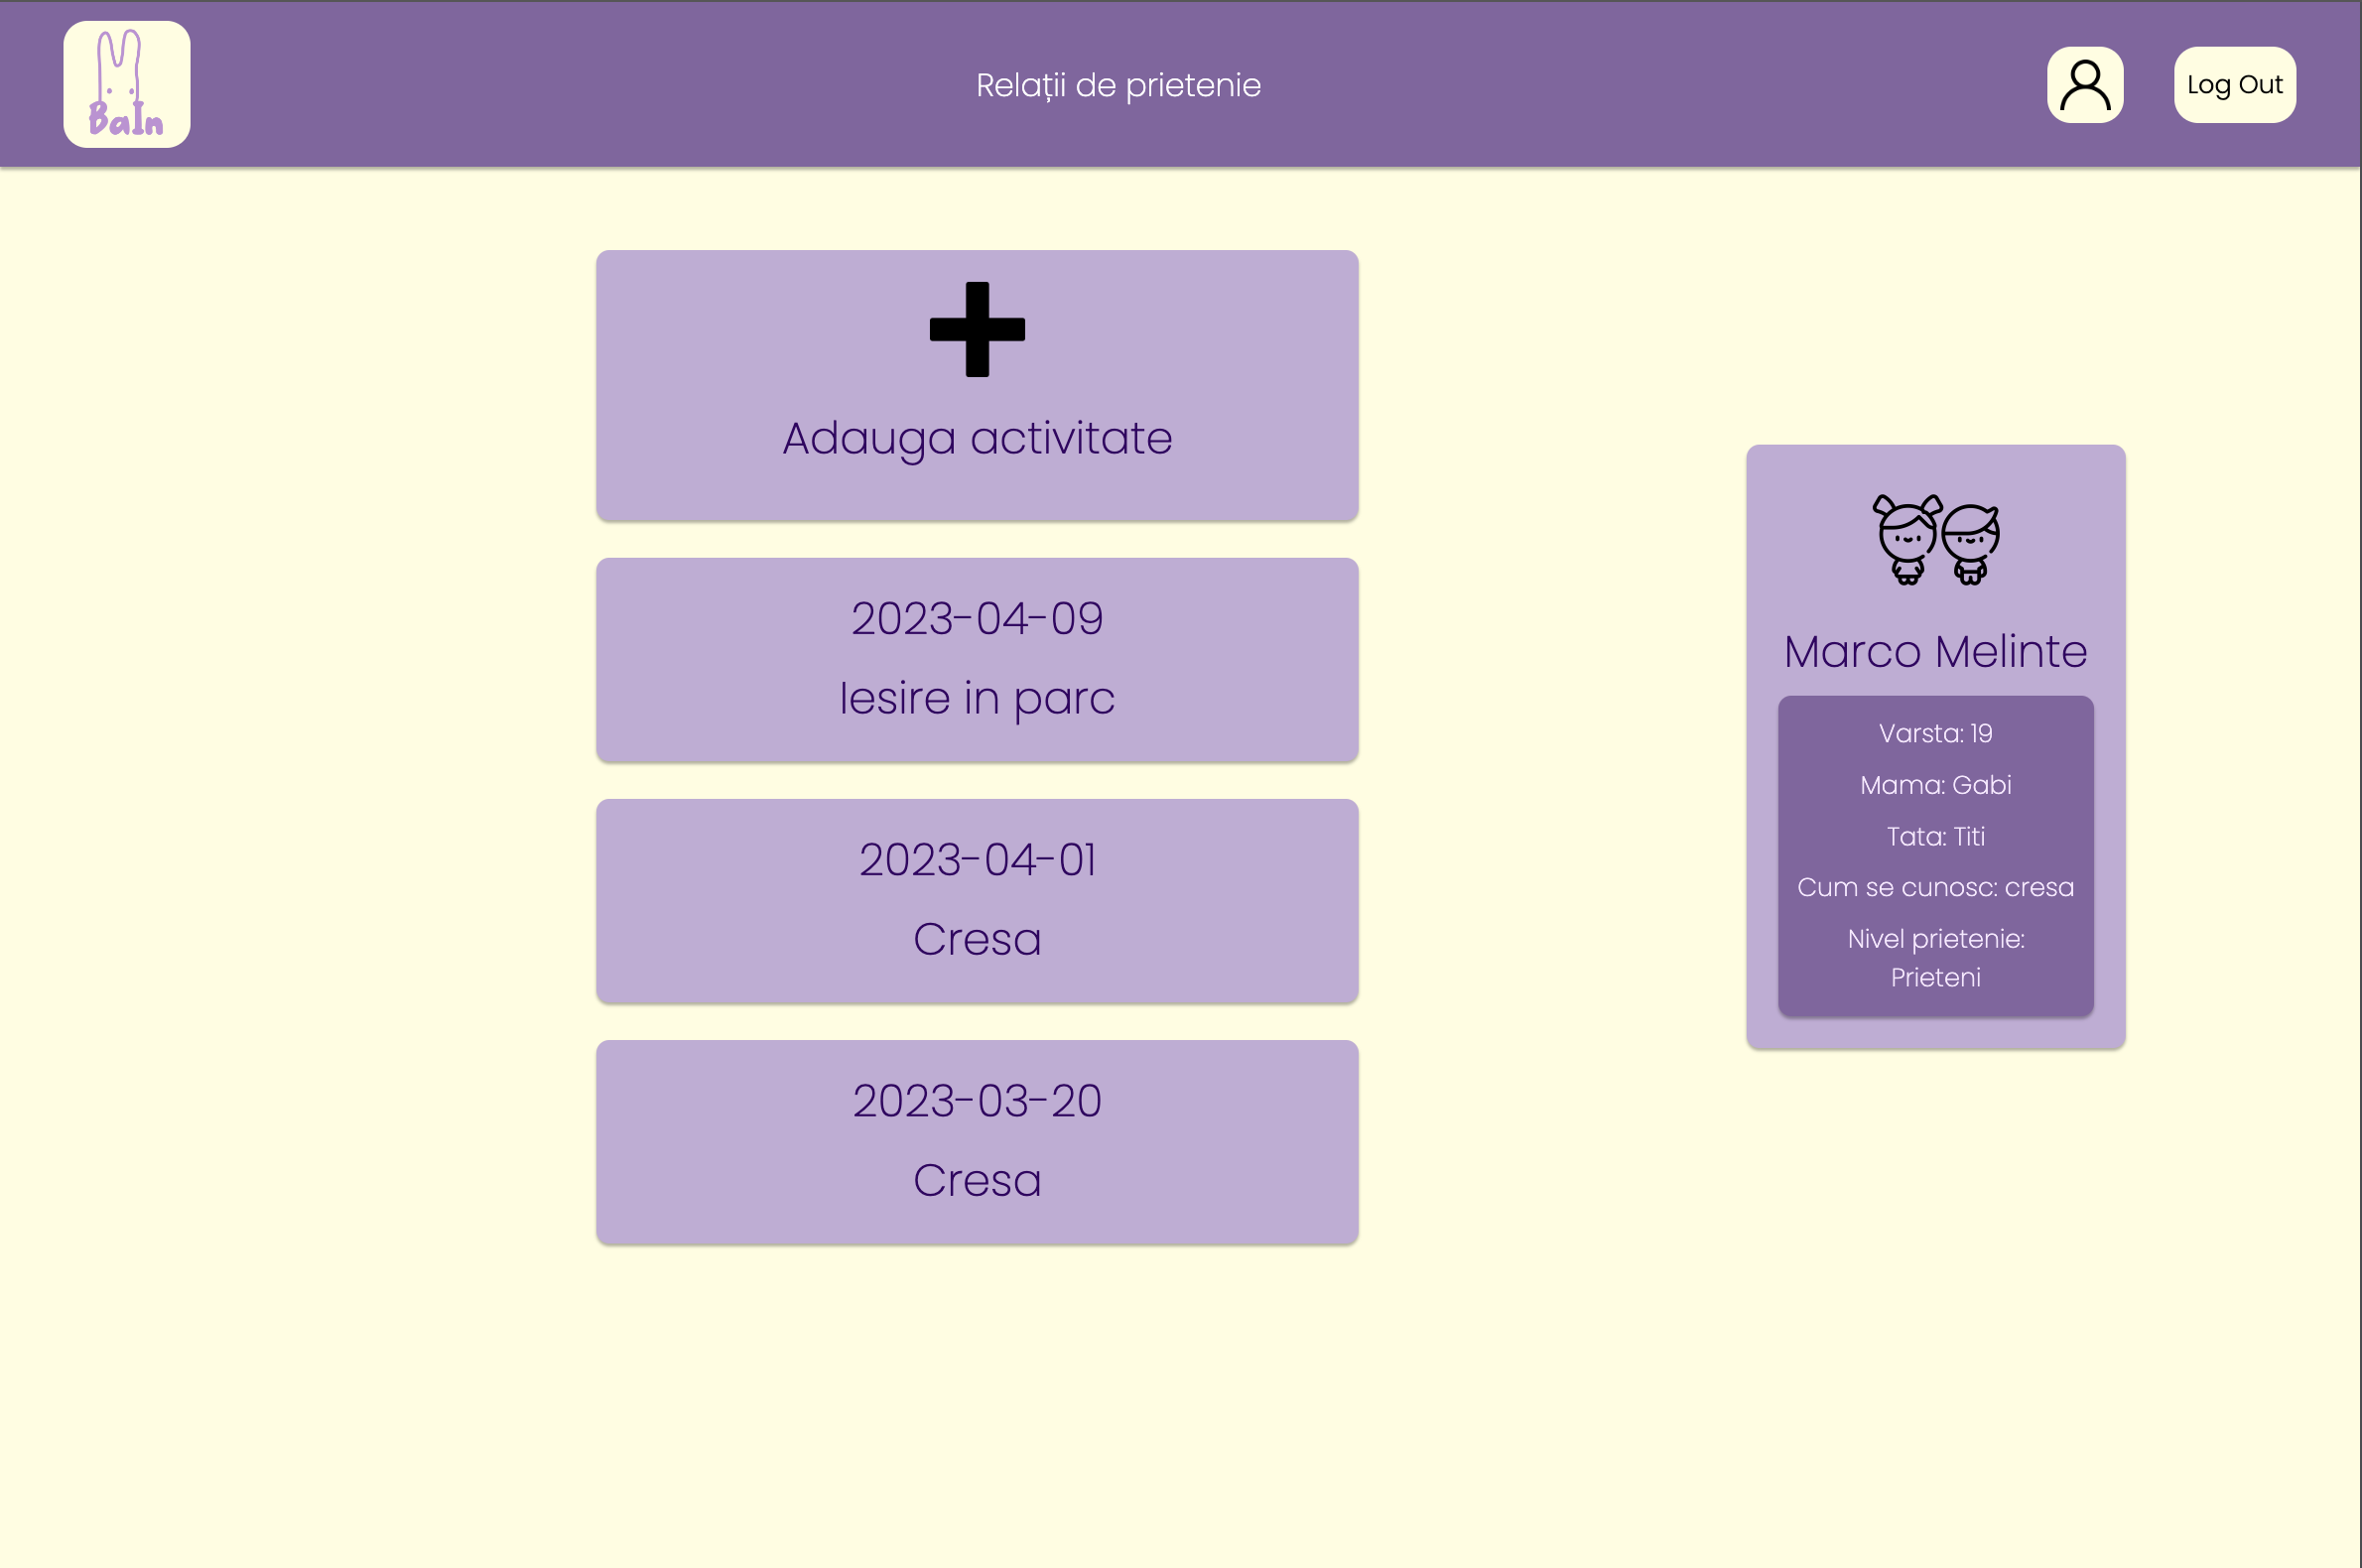 BaIn
Relații de prietenie
Log Out
Adauga activitate
2023-04-09
Iesire in parc
2023-04-01
Cresa
2023-03-20
Cresa
Marco Melinte
Varsta: 19
Mama: Gabi
Tata: Titi
Cum se cunosc: cresa
Nivel prietenie:
Prieteni